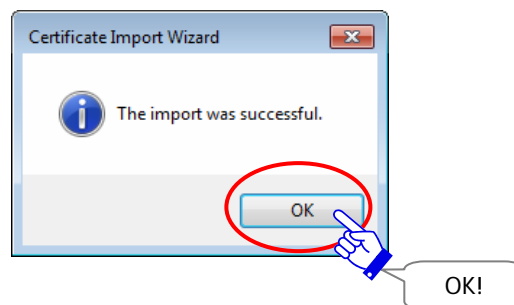 Certificate Import Wizard
The import was successful.
OK
OK!